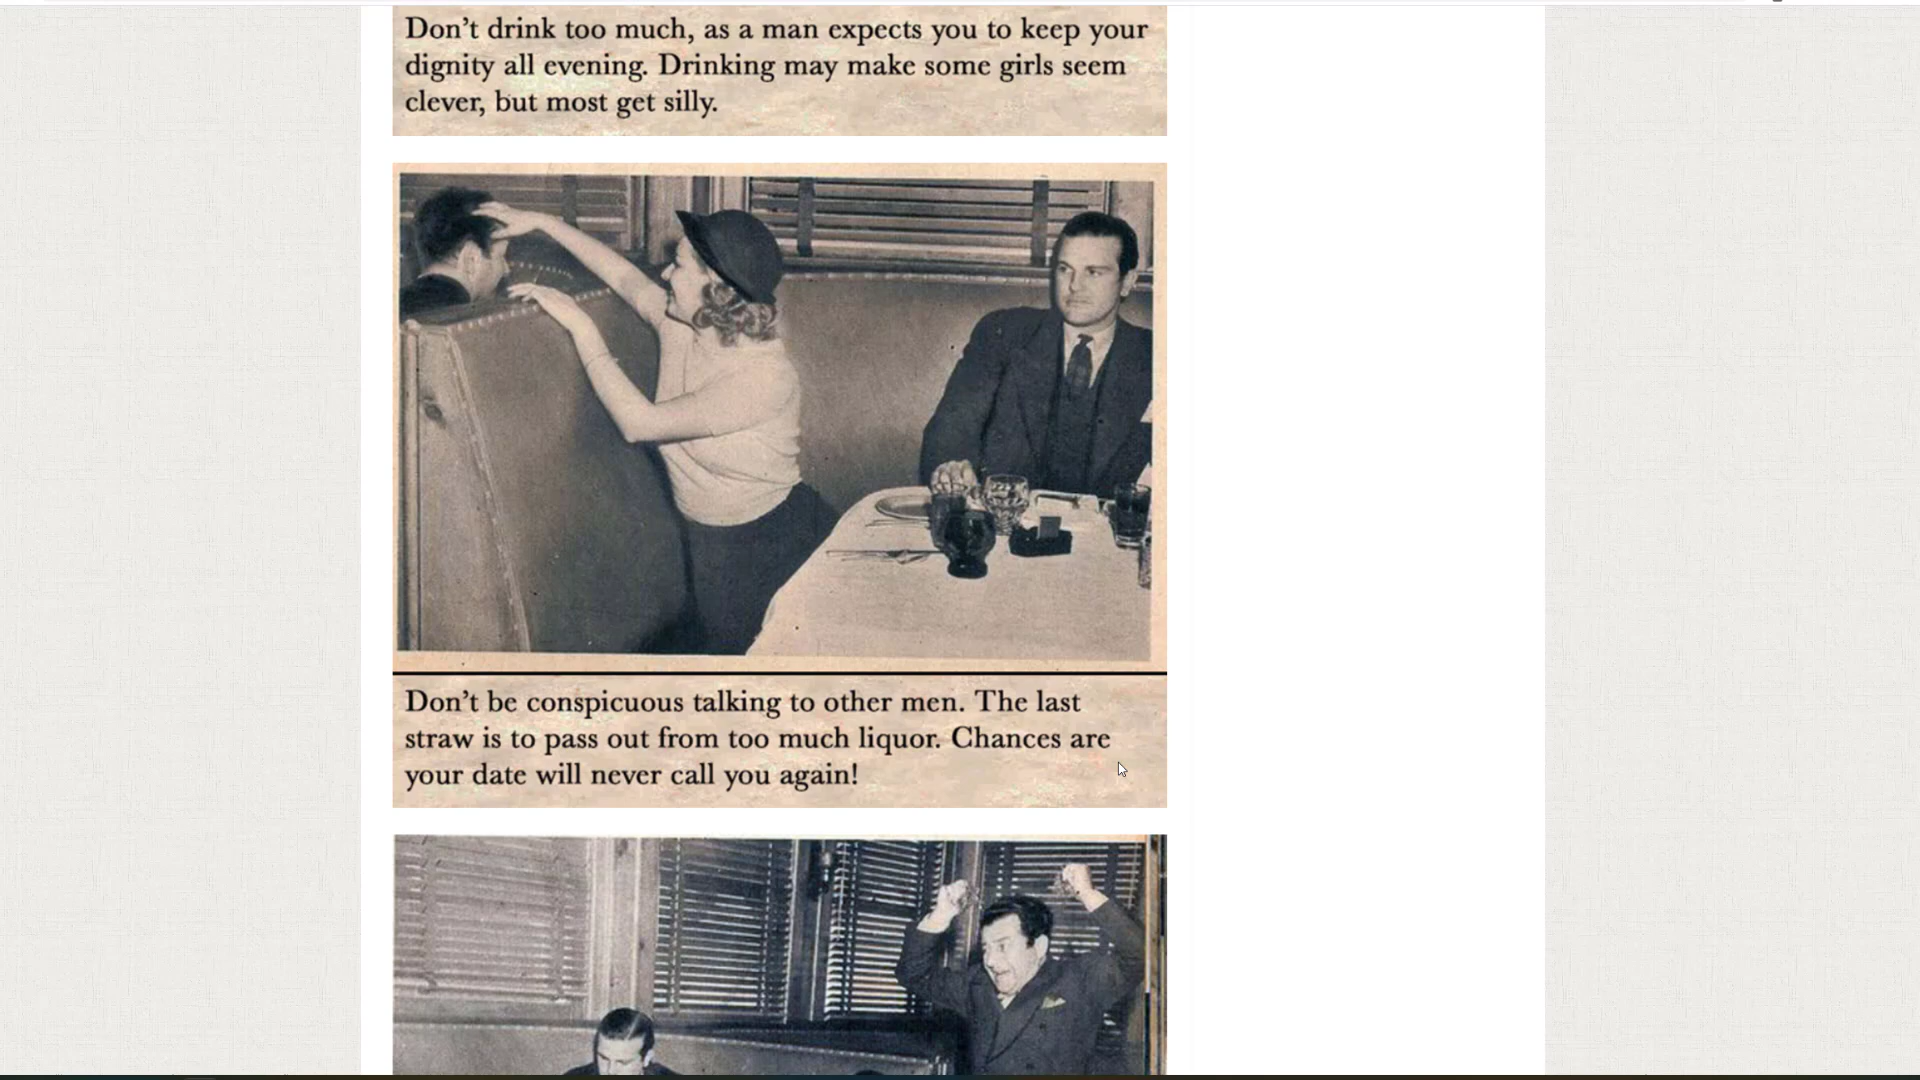 Don’t drink too much, as a man expects you to keep your
dignity all evening. Drinking may make some girls seem
clever, but most get silly.
Don’t be conspicuous talking to other men. The last
straw is to pass out from too much liquor. Chances are
your date will never call you again!